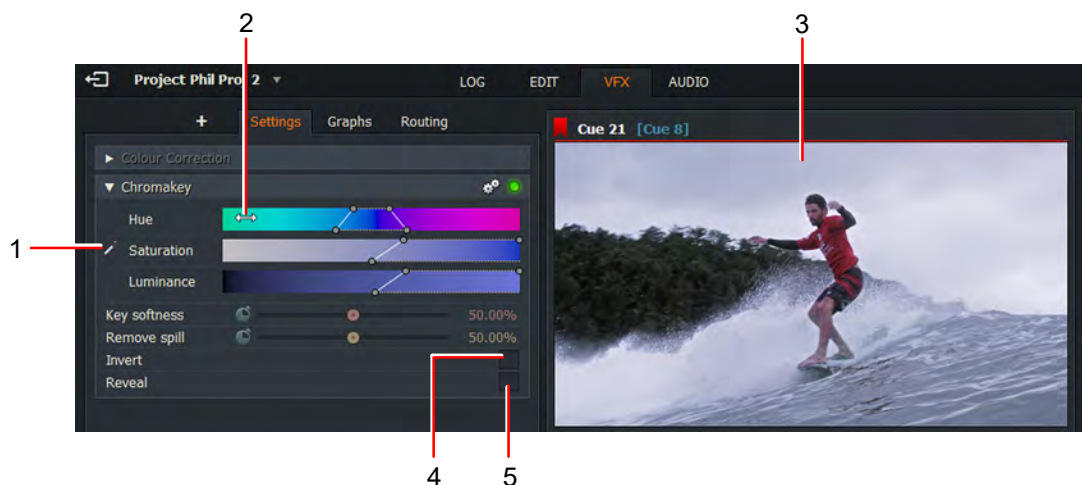 2 3
Project Phil Proj 2 LOG EDIT VFX AUDIO
+ Settings Graphs Routing
Cue 21 [Cue 8]
Colour Correction
Chromakey
Hue
1 Saturation
Luminance
Key softness 50.00%
Remove spill 50.00%
Invert
Reveal
4 5